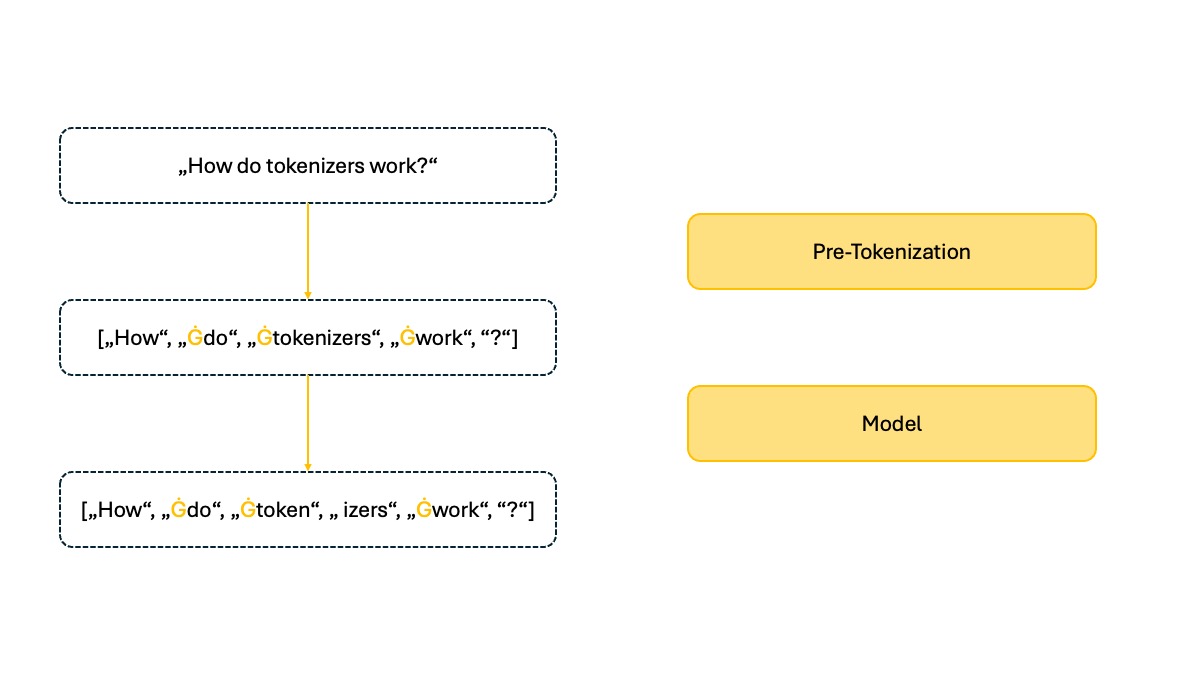 „How do tokenizers work?“
Pre-Tokenization
[„How“, „Ġdo“, „Ġtokenizers“, „Ġwork“, “?“]
Model
[„How“, „Ġdo“, „Ġtoken“, „ izers“, „Ġwork“, “?“]